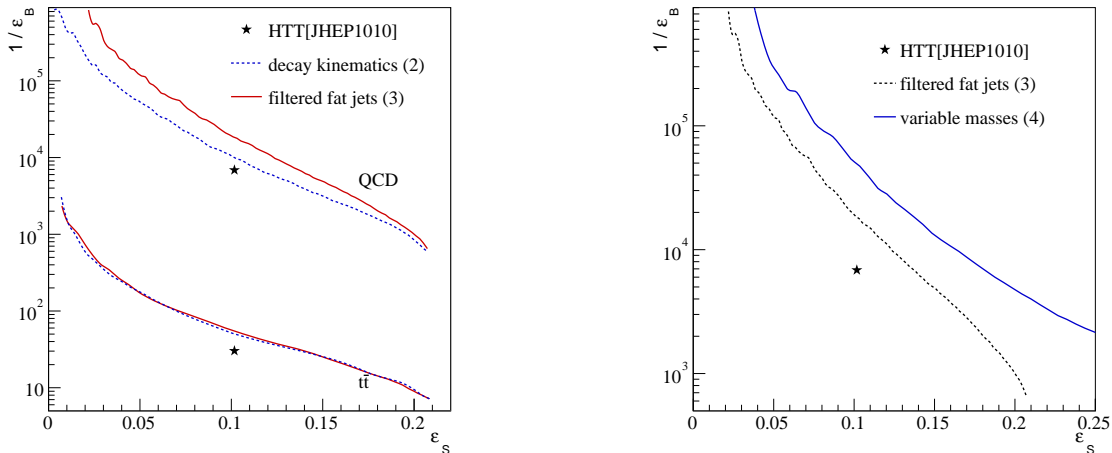 1 / ε_B
10^5
10^4
10^3
10^2
10
HTT[JHEP1010]
decay kinematics (2)
filtered fat jets (3)
QCD
tt̄
0 0.05 0.1 0.15 0.2
ε_S
1 / ε_B
10^5
10^4
10^3
HTT[JHEP1010]
filtered fat jets (3)
variable masses (4)
0 0.05 0.1 0.15 0.2 0.25
ε_S